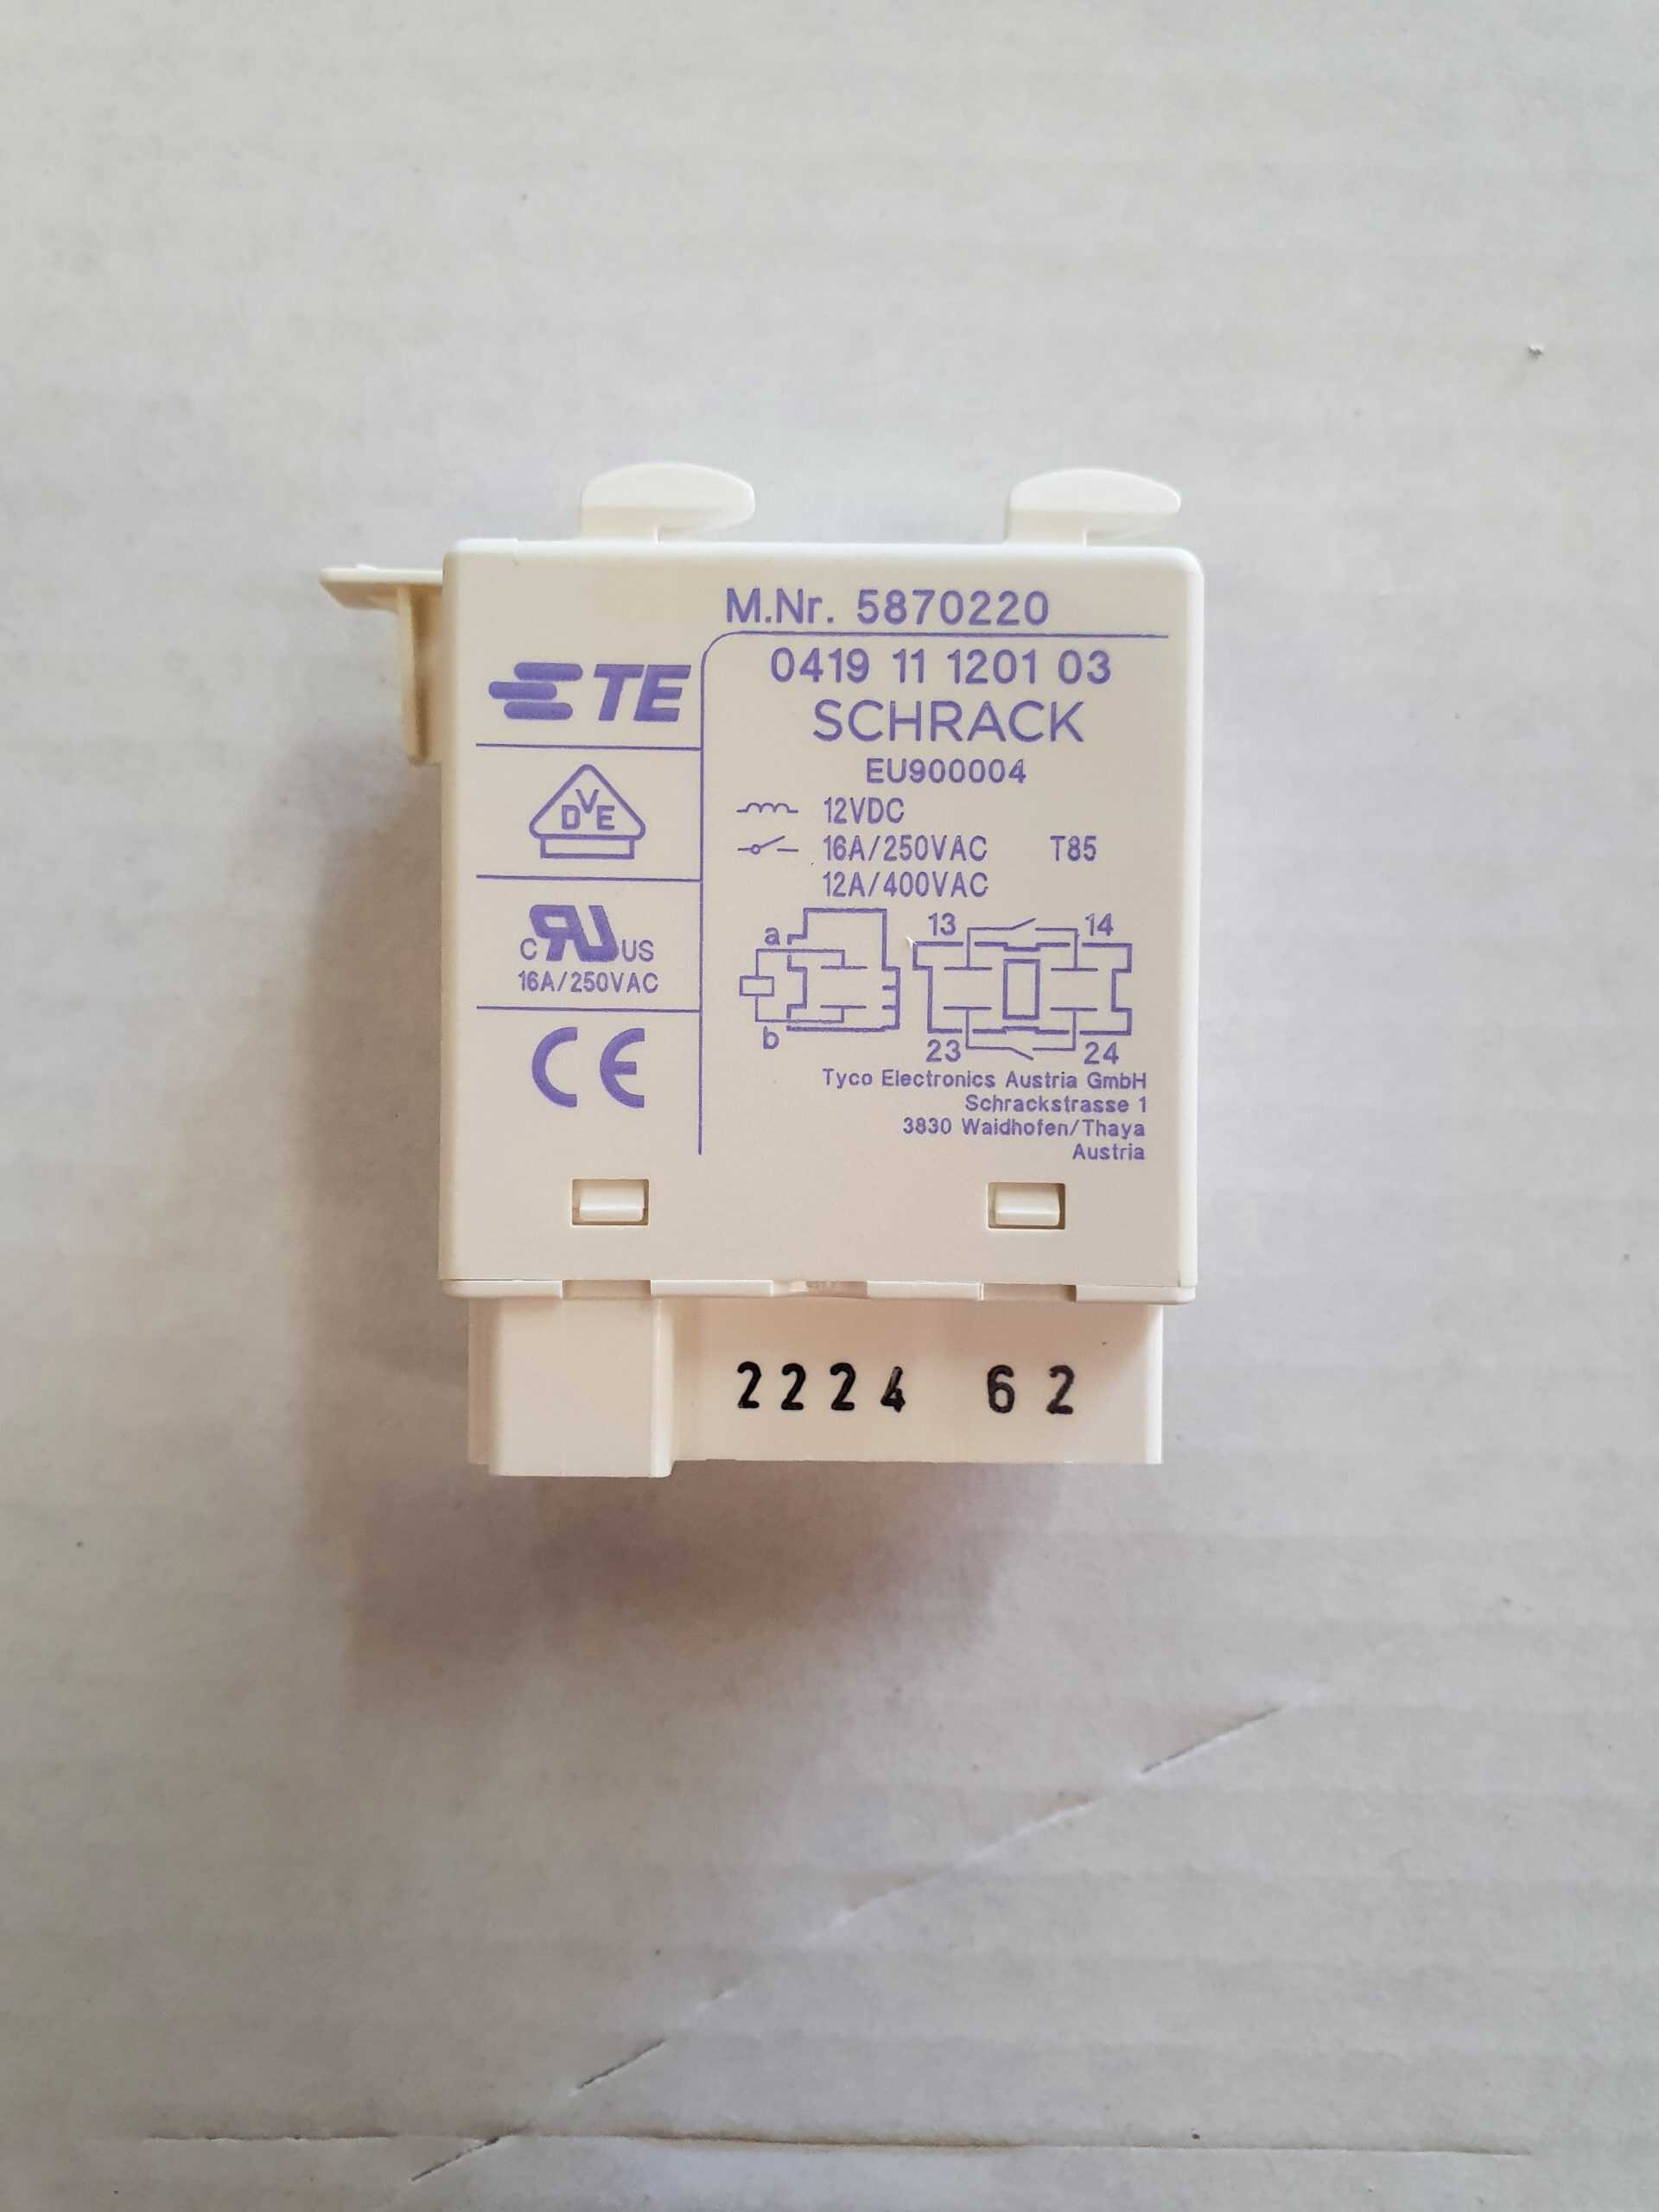 M.Nr. 5870220
TE
0419 11 1201 03
SCHRACK
EU900004
12VDC
16A/250VAC T85
12A/400VAC
DVE
C RU US
16A/250VAC
CE
a
b
13 14
23 24
Tyco Electronics Austria GmbH
Schrackstrasse 1
3830 Waidhofen/Thaya
Austria
2224 62